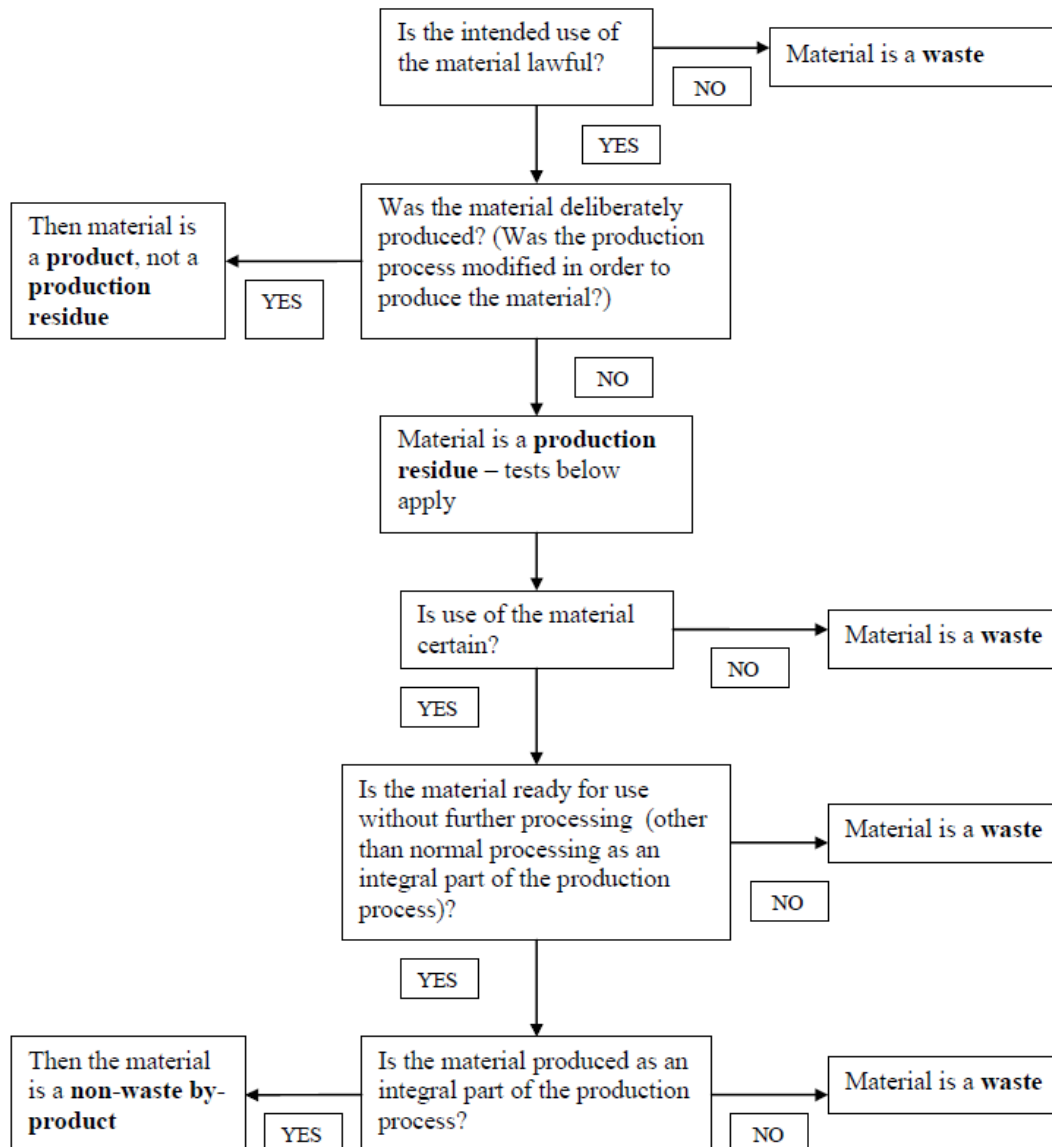 Is the intended use of
the material lawful?
Material is a waste
NO
YES
Was the material deliberately
produced? (Was the production
process modified in order to
produce the material?)
Then material is
a product, not a
production
residue
YES
NO
Material is a production
residue – tests below
apply
Is use of the material
certain?
Material is a waste
NO
YES
Is the material ready for use
without further processing (other
than normal processing as an
integral part of the production
process)?
Material is a waste
NO
YES
Is the material produced as an
integral part of the production
process?
Then the material
is a non-waste by-
product
Material is a waste
YES
NO